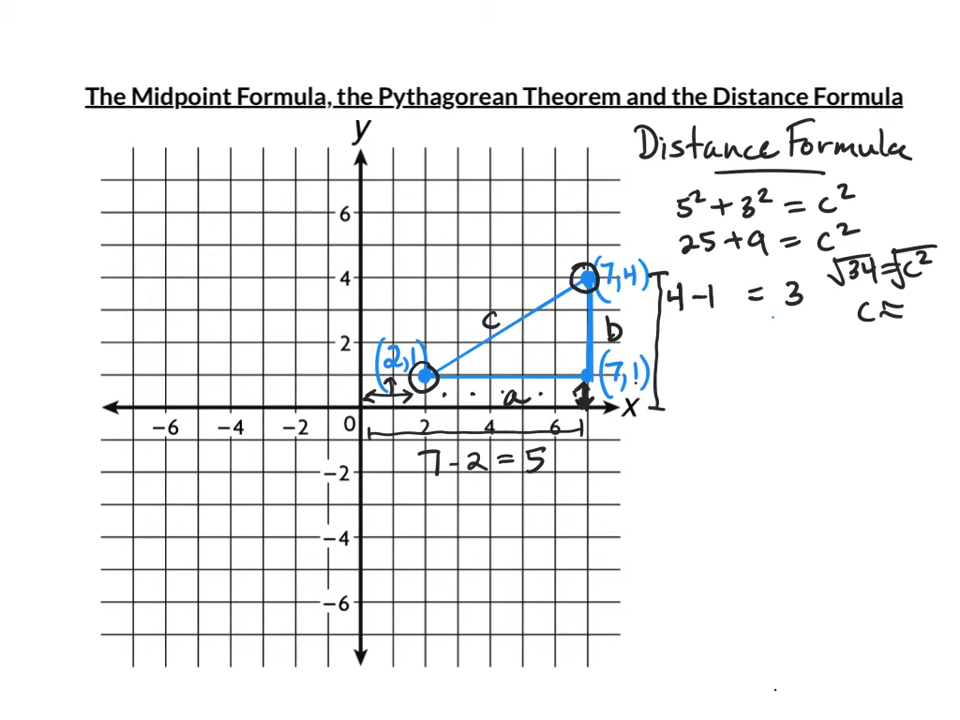 The Midpoint Formula, the Pythagorean Theorem and the Distance Formula
y
Distance Formula
5² + 3² = c²
25 + 9 = c²
√34 = √c²
c ≈
6
4
(7,4)
4 - 1 = 3
c
b
2
(2,1)
(7,1)
a
x
-6 -4 -2 0 2 4 6
7 - 2 = 5
-2
-4
-6